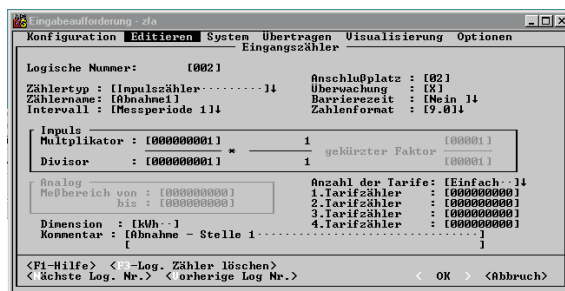 Eingabeaufforderung - zfa
Konfiguration Editieren System Übertragen Visualisierung Optionen
Eingangszähler
Logische Nummer: [002]
Anschlußplatz : [02]
Zählertyp : [Impulszähler·········]↓ Überwachung : [X]
Zählername: [Abnahme1] Barrierezeit : [Nein ]↓
Intervall : [Messperiode 1]↓ Zahlenformat : [9.0]↓
Impuls
Multplikator : [000000001] 1 [00001]
* gekürzter Faktor
Divisor : [000000001] 1 [00001]
Analog
Anzahl der Tarife: [Einfach··]↓
Meßbereich von : [000000000] 1.Tarifzähler : [000000000]
bis : [000000000] 2.Tarifzähler : [000000000]
3.Tarifzähler : [000000000]
Dimension : [kWh··] 4.Tarifzähler : [000000000]
Kommentar : [Abnahme - Stelle 1·························]
[ ]
<F1-Hilfe> <F3-Log. Zähler löschen>
<Nächste Log. Nr.> <Vorherige Log Nr.> < OK > <Abbruch>